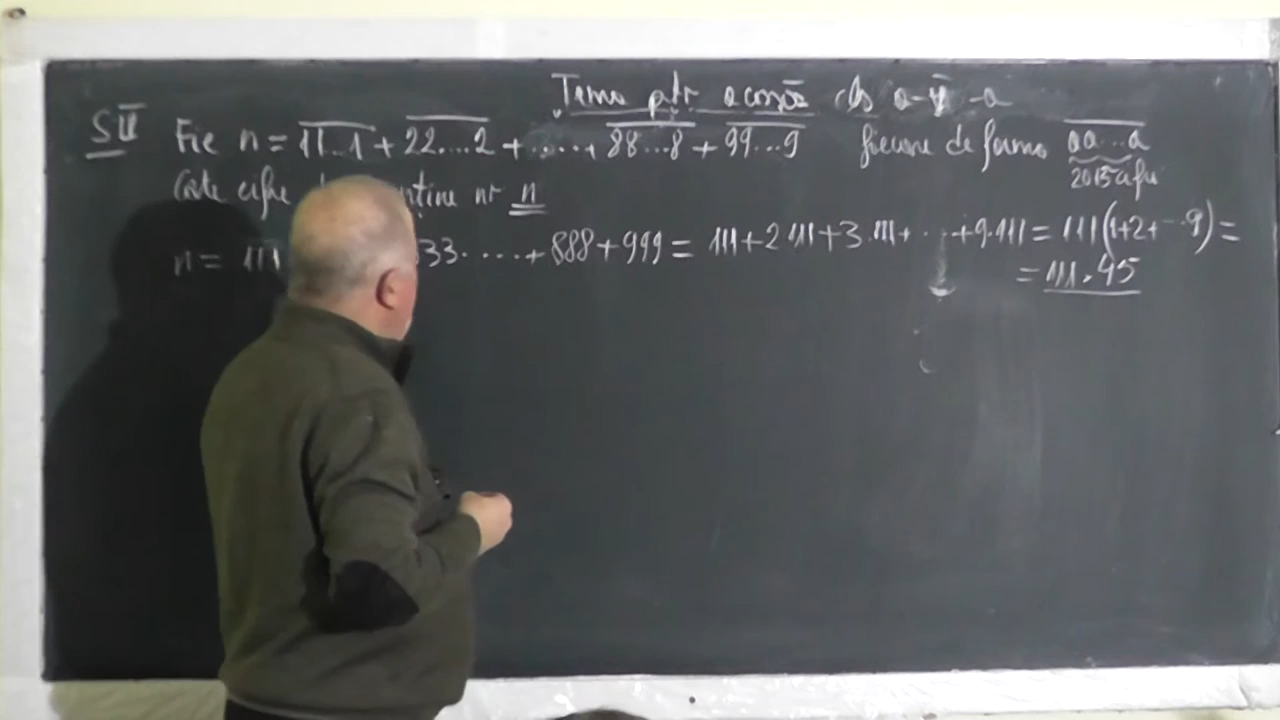 Tema ptr acasă cls a-V-a
SII Fie n = 11...1 + 22....2 + ....., + 88...8 + 99...9 fiecare de forma aa...a
2015 cifre
Câte cifre nr n
n = 111 33.....+ 888 + 999 = 111 + 2 111 + 3.111 + ... + 9.111 = 111(1+2+...9) =
= 111.45